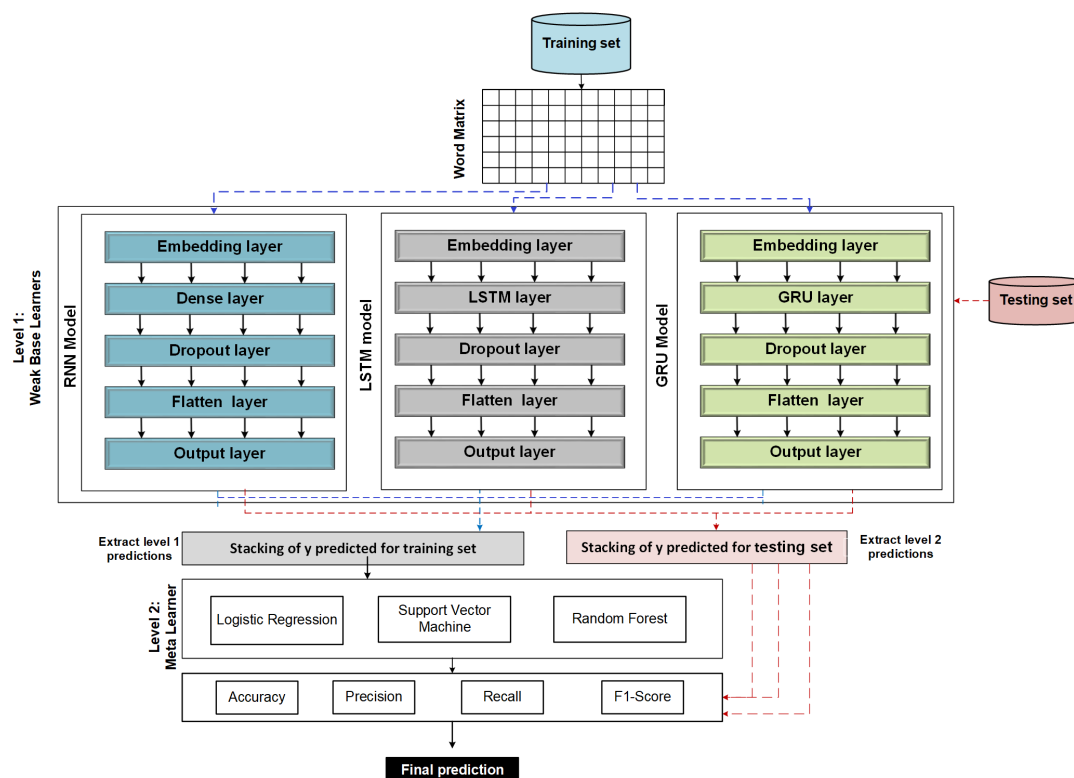 Training set
Word Matrix
Level 1:
Weak Base Learners
RNN Model
Embedding layer
Dense layer
Dropout layer
Flatten layer
Output layer
LSTM model
Embedding layer
LSTM layer
Dropout layer
Flatten layer
Output layer
GRU Model
Embedding layer
GRU layer
Dropout layer
Flatten layer
Output layer
Testing set
Extract level 1
predictions
Stacking of y predicted for training set
Stacking of y predicted for testing set
Extract level 2
predictions
Level 2:
Meta Learner
Logistic Regression
Support Vector
Machine
Random Forest
Accuracy
Precision
Recall
F1-Score
Final prediction